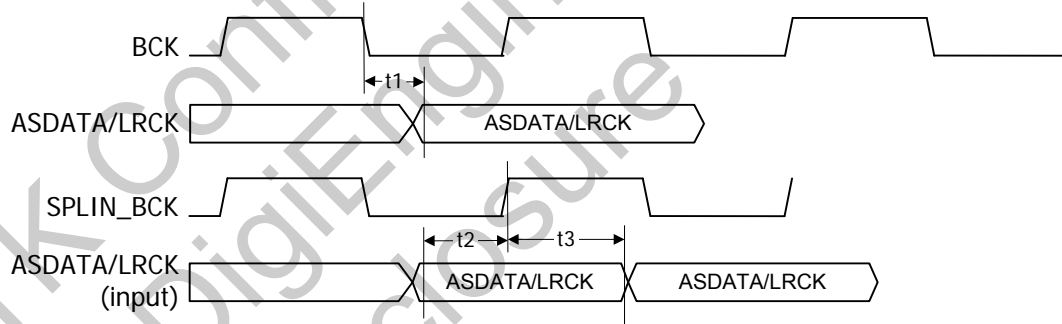 BCK
t1
ASDATA/LRCK
ASDATA/LRCK
SPLIN_BCK
t2
t3
ASDATA/LRCK
(input)
ASDATA/LRCK
ASDATA/LRCK